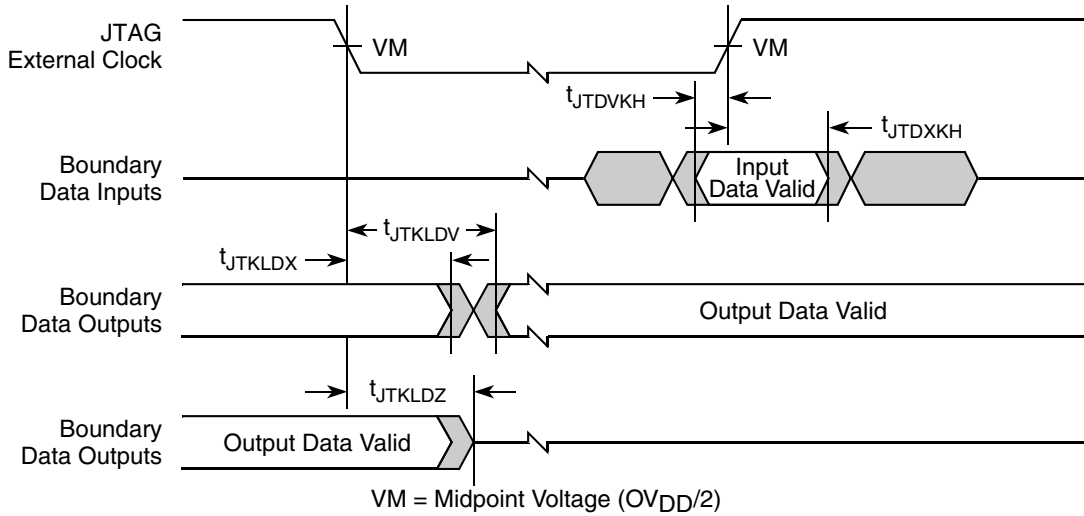 JTAG
External Clock
VM
VM
tJTDVKH
tJTDXKH
Boundary
Data Inputs
Input
Data Valid
tJTKLDV
tJTKLDX
Boundary
Data Outputs
Output Data Valid
tJTKLDZ
Boundary
Data Outputs
Output Data Valid
VM = Midpoint Voltage (OVDD/2)